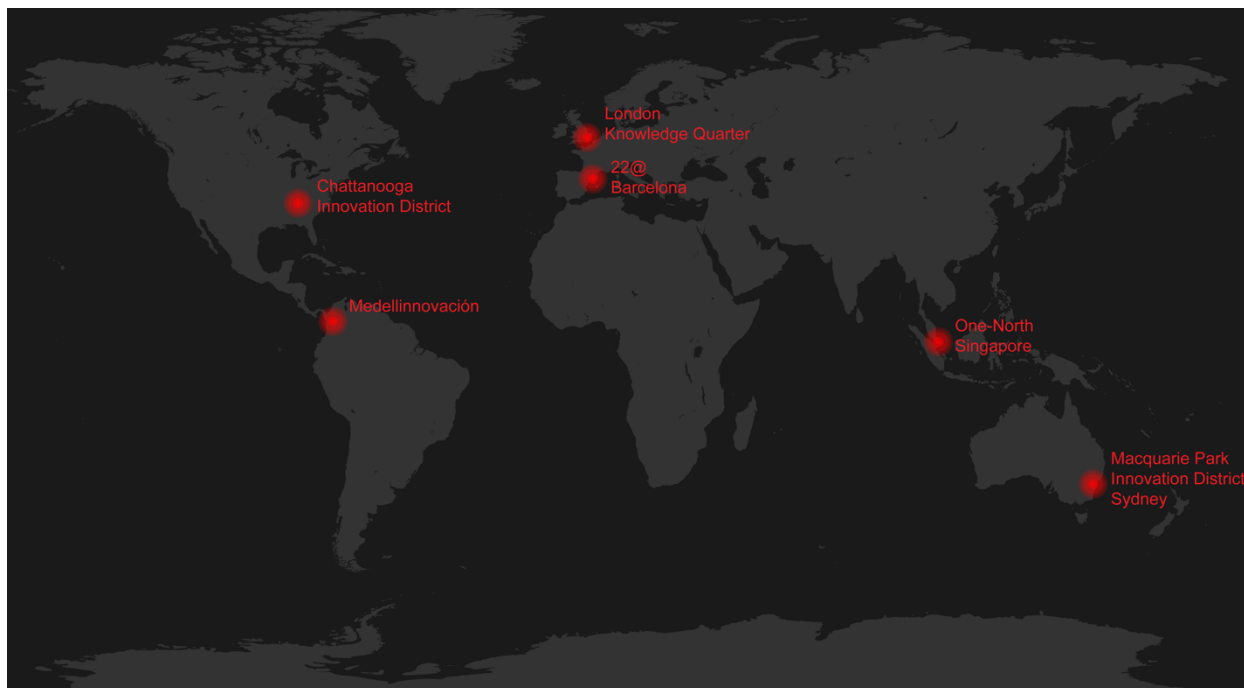 London
Knowledge Quarter
22@
Barcelona
Chattanooga
Innovation District
Medellinnovación
One-North
Singapore
Macquarie Park
Innovation District
Sydney